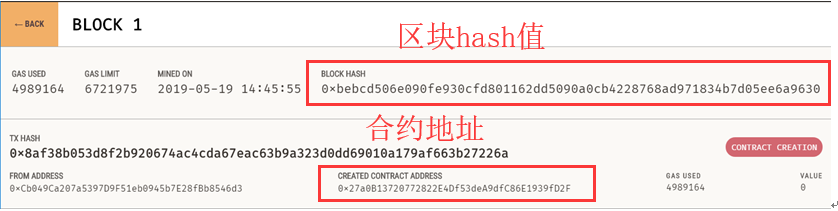 ← BACK
BLOCK 1
区块hash值
GAS USED
4989164
GAS LIMIT
6721975
MINED ON
2019-05-19 14:45:55
BLOCK HASH
0×bebcd506e090fe930cfd801162dd5090a0cb4228768ad971834b7d05ee6a9630
合约地址
TX HASH
0×8af38b053d8f2b920674ac4cda67eac63b9a323d0dd69010a179af663b27226a
CONTRACT CREATION
FROM ADDRESS
0×Cb049Ca207a5397D9F51eb0945b7E28fBb8546d3
CREATED CONTRACT ADDRESS
0×27a0B13720772822E4Df53deA9dfC86E1939fD2F
GAS USED
4989164
VALUE
0